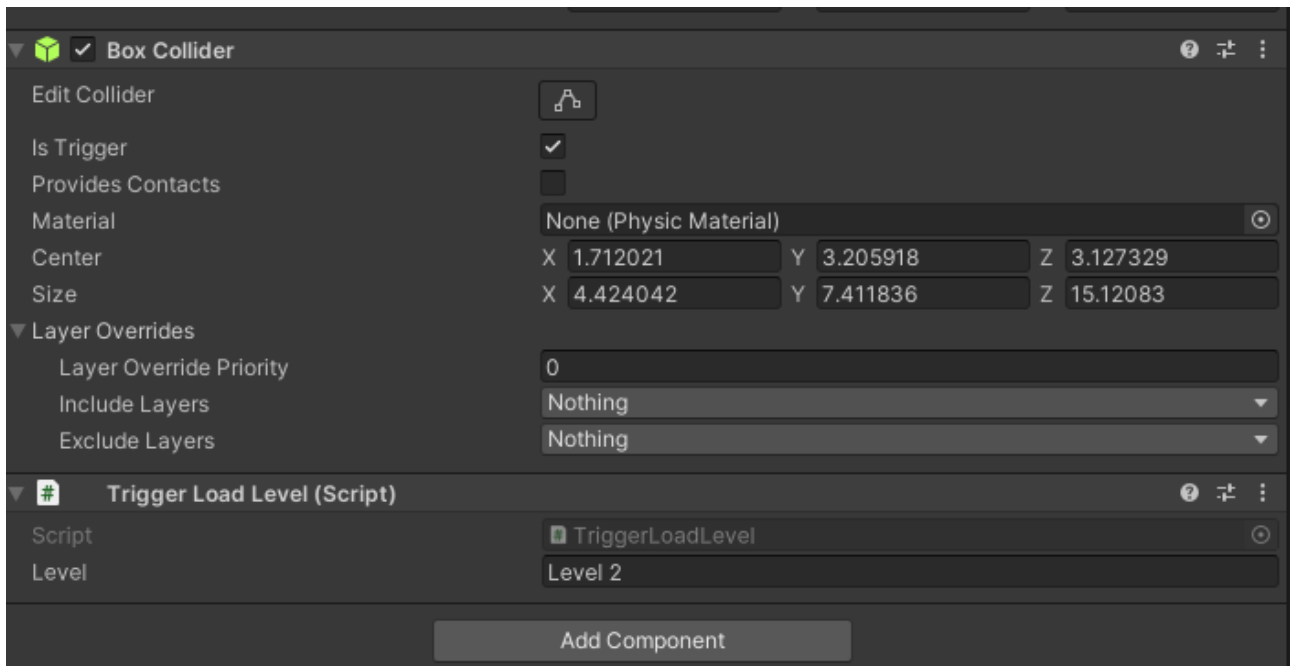 Box Collider
Edit Collider
Is Trigger
Provides Contacts
Material None (Physic Material)
Center X 1.712021 Y 3.205918 Z 3.127329
Size X 4.424042 Y 7.411836 Z 15.12083
Layer Overrides
Layer Override Priority 0
Include Layers Nothing
Exclude Layers Nothing
# Trigger Load Level (Script)
Script # TriggerLoadLevel
Level Level 2
Add Component